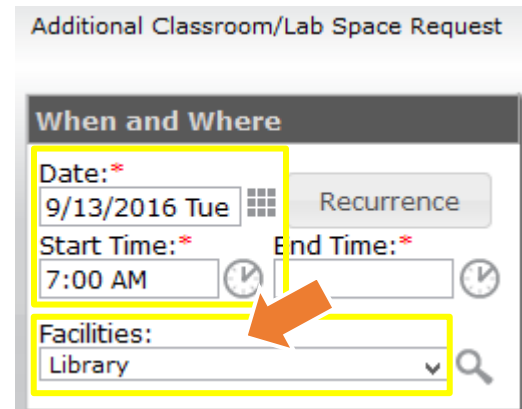 Additional Classroom/Lab Space Request
When and Where
Date:*
9/13/2016 Tue Recurrence
Start Time:* End Time:*
7:00 AM
Facilities:
Library